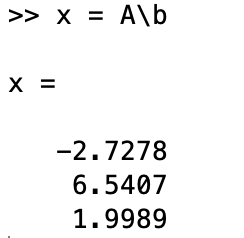 >> x = A\b
x =
-2.7278
6.5407
1.9989